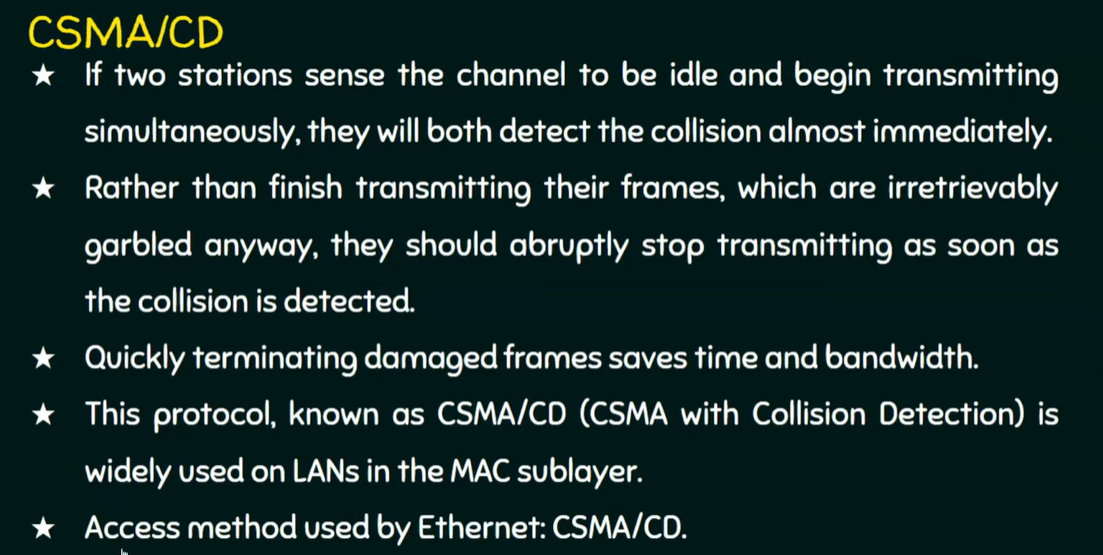 CSMA/CD
★ If two stations sense the channel to be idle and begin transmitting
simultaneously, they will both detect the collision almost immediately.
★ Rather than finish transmitting their frames, which are irretrievably
garbled anyway, they should abruptly stop transmitting as soon as
the collision is detected.
★ Quickly terminating damaged frames saves time and bandwidth.
★ This protocol, known as CSMA/CD (CSMA with Collision Detection) is
widely used on LANs in the MAC sublayer.
★ Access method used by Ethernet: CSMA/CD.